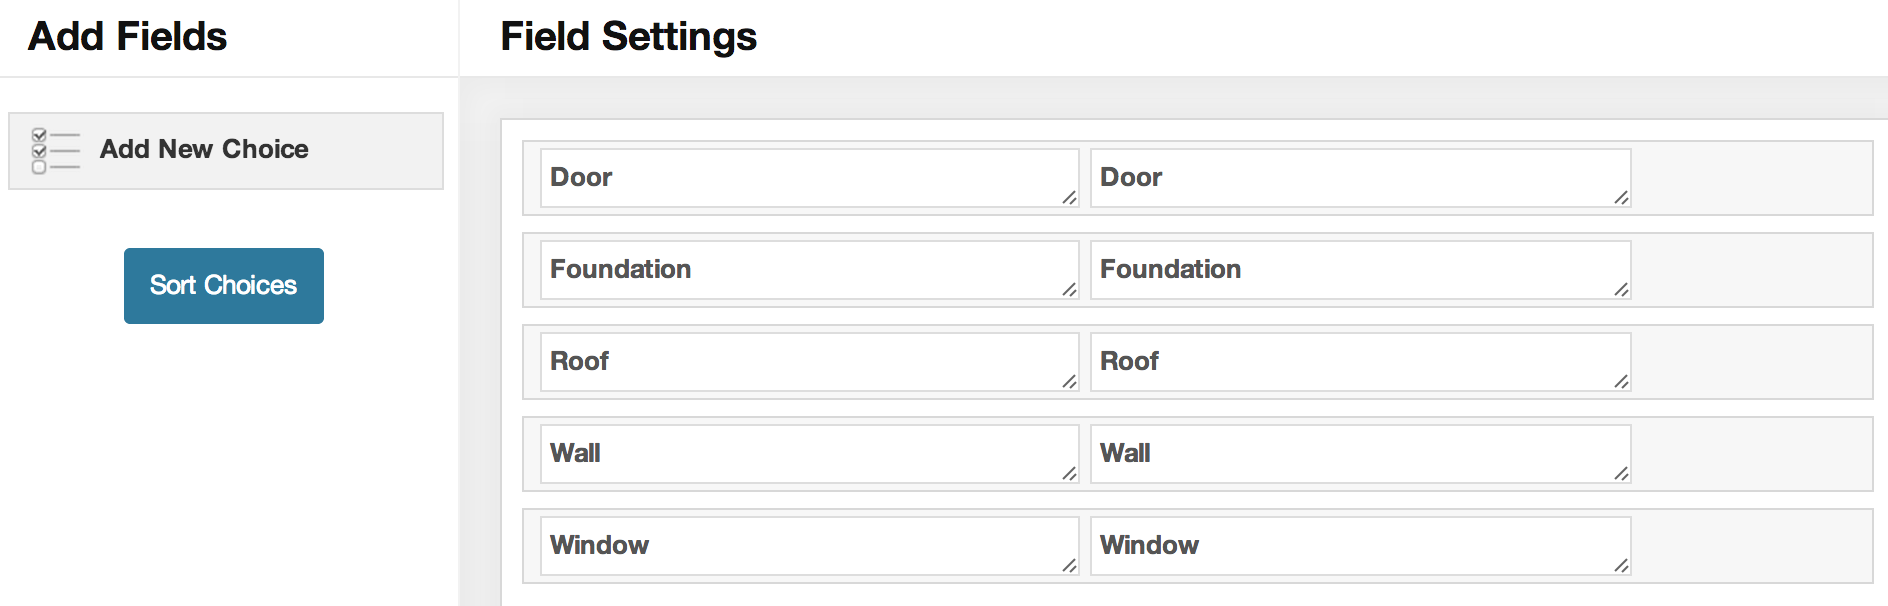 Add Fields
Field Settings
Add New Choice
Sort Choices
Door Door
Foundation Foundation
Roof Roof
Wall Wall
Window Window